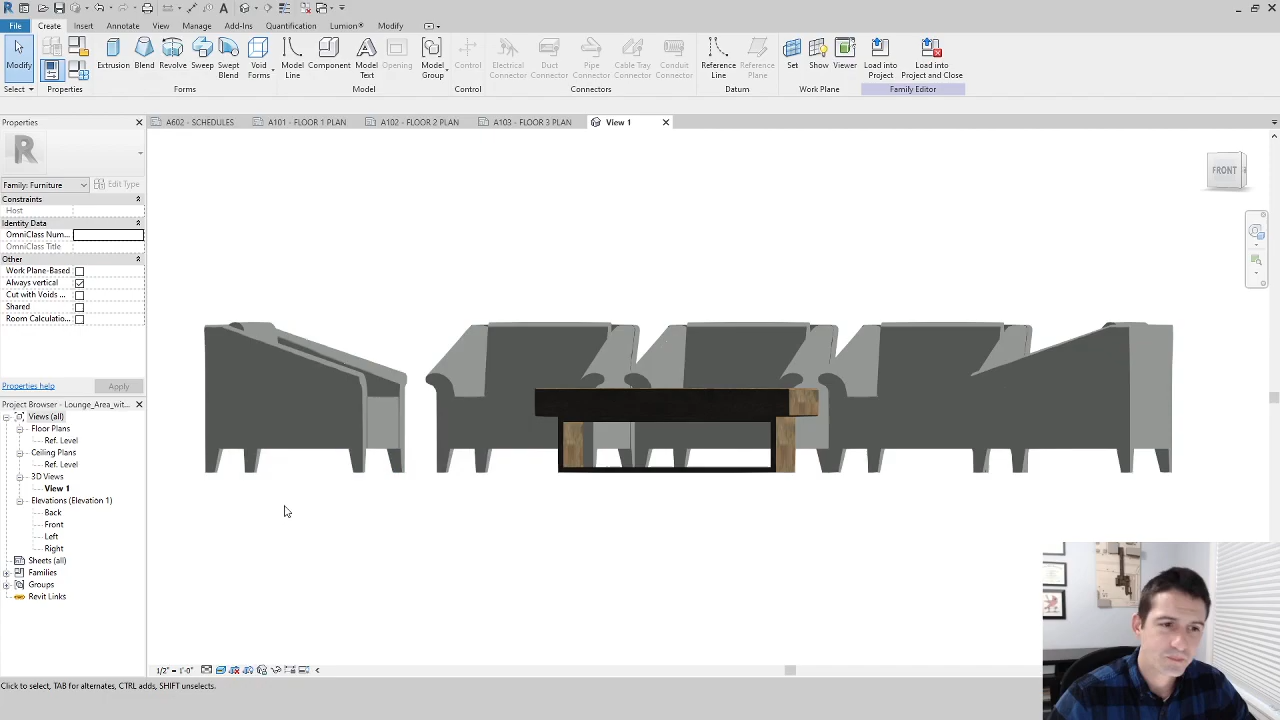 File Create Insert Annotate View Manage Add-Ins Quantification Lumion® Modify
Modify Extrusion Blend Revolve Sweep Swept Blend Void Forms Model Line Component Model Text Opening Model Group Control Electrical Connector Duct Connector Pipe Connector Cable Tray Connector Conduit Connector Reference Line Reference Plane Set Show Viewer Load into Project Load into Project and Close
Select Properties Forms Model Control Connectors Datum Work Plane Family Editor
Properties
A602 - SCHEDULES A101 - FLOOR 1 PLAN A102 - FLOOR 2 PLAN A103 - FLOOR 3 PLAN View 1
R
FRONT
Family: Furniture Edit Type
Constraints
Host
Identity Data
OmniClass Num...
OmniClass Title
Other
Work Plane-Based
Always vertical
Cut with Voids ...
Shared
Room Calculatio...
Properties help Apply
Project Browser - Lounge_Area_wit...
Views (all)
Floor Plans
Ref. Level
Ceiling Plans
Ref. Level
3D Views
View 1
Elevations (Elevation 1)
Back
Front
Left
Right
Sheets (all)
Families
Groups
Revit Links
1/2" = 1'-0"
Click to select, TAB for alternates, CTRL adds, SHIFT unselects.